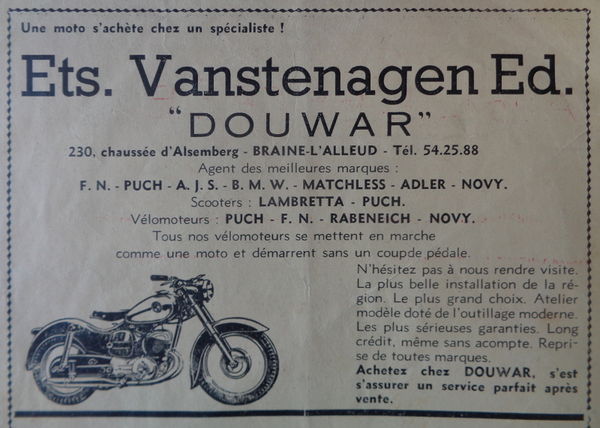 Une moto s'achète chez un spécialiste !
Ets. Vanstenagen Ed.
"DOUWAR"
230, chaussée d'Alsemberg - BRAINE-L'ALLEUD - Tél. 54.25.88
Agent des meilleures marques :
F. N. - PUCH - A. J. S. - B. M. W. - MATCHLESS - ADLER - NOVY.
Scooters : LAMBRETTA - PUCH.
Vélomoteurs : PUCH - F. N. - RABENEICH - NOVY.
Tous nos vélomoteurs se mettent en marche
comme une moto et démarrent sans un coupde pédale.
N'hésitez pas à nous rendre visite.
La plus belle installation de la ré-
gion. Le plus grand choix. Atelier
modèle doté de l'outillage moderne.
Les plus sérieuses garanties. Long
crédit, même sans acompte. Repri-
se de toutes marques.
Achetez chez DOUWAR, s'est
s'assurer un service parfait après
vente.